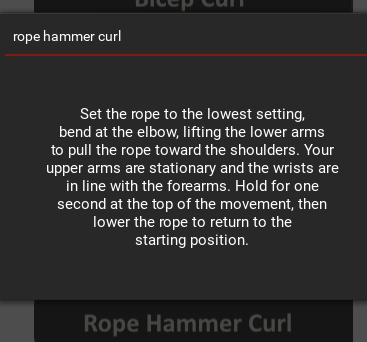 Bicep Curl
rope hammer curl
Set the rope to the lowest setting,
bend at the elbow, lifting the lower arms
to pull the rope toward the shoulders. Your
upper arms are stationary and the wrists are
in line with the forearms. Hold for one
second at the top of the movement, then
lower the rope to return to the
starting position.
Rope Hammer Curl